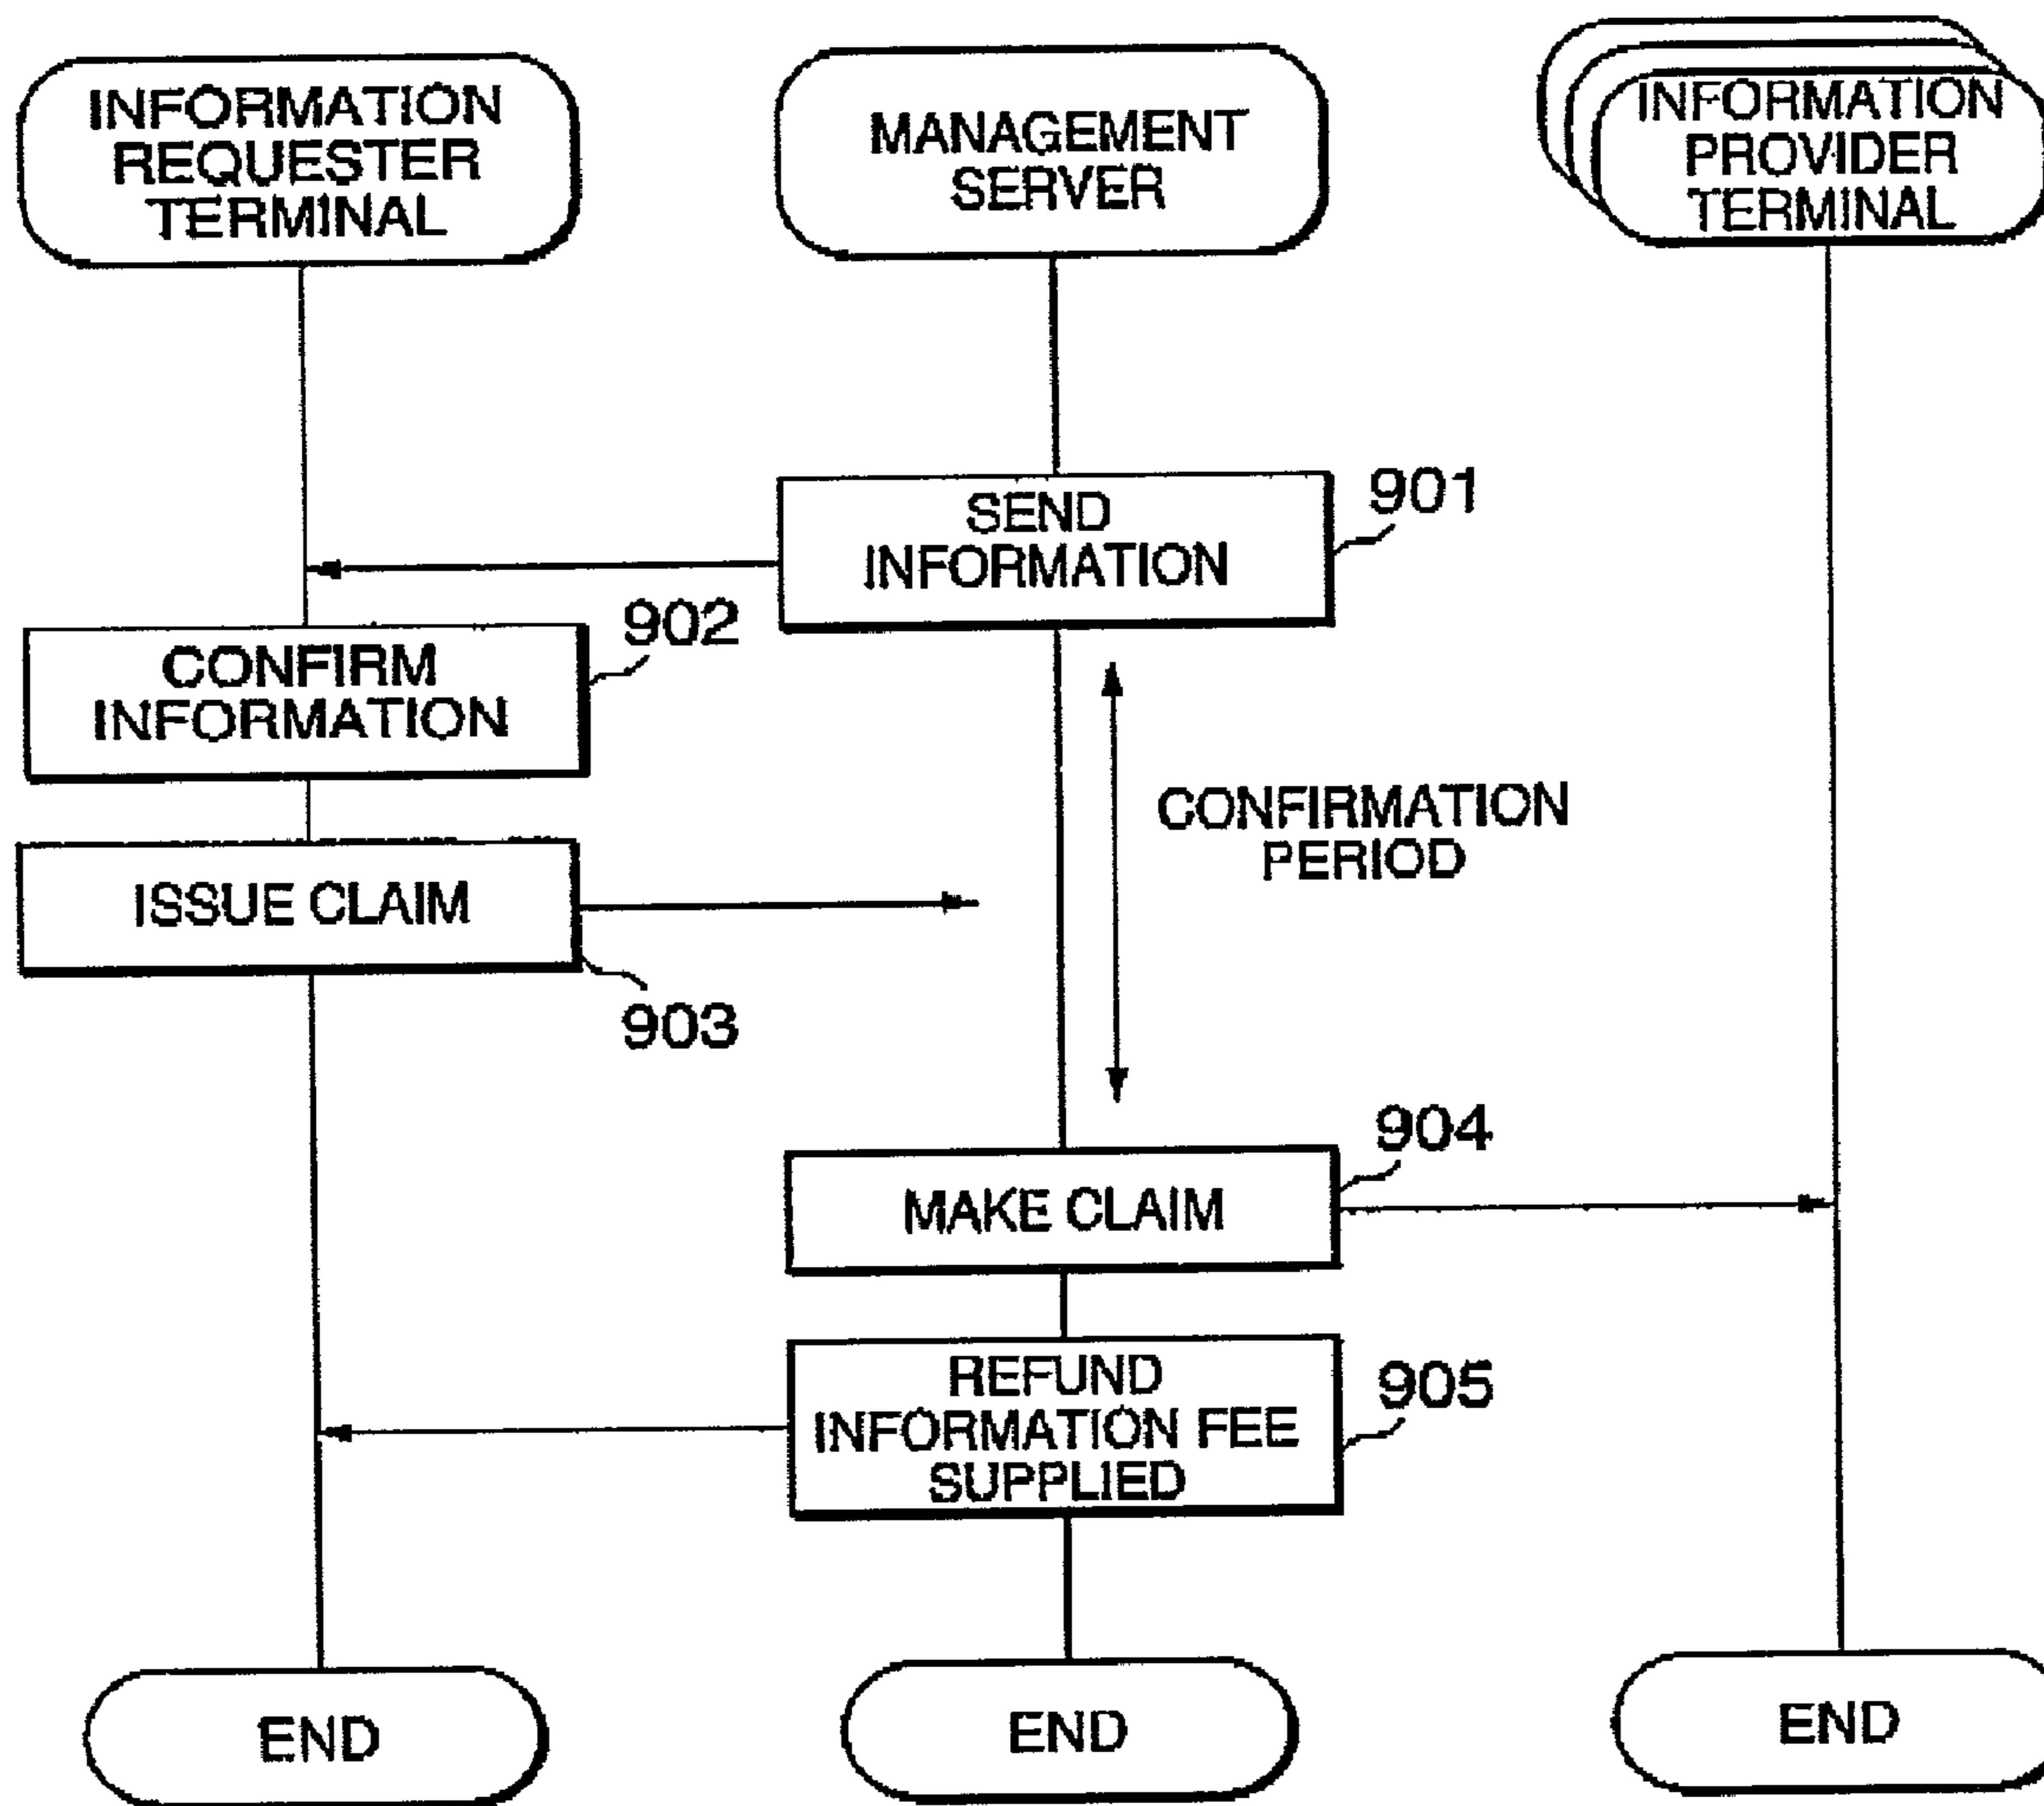 INFORMATION
REQUESTER
TERMINAL
MANAGEMENT
SERVER
INFORMATION
PROVIDER
TERMINAL
SEND
INFORMATION
901
CONFIRM
INFORMATION
902
CONFIRMATION
PERIOD
ISSUE CLAIM
903
MAKE CLAIM
904
REFUND
INFORMATION FEE
SUPPLIED
905
END
END
END